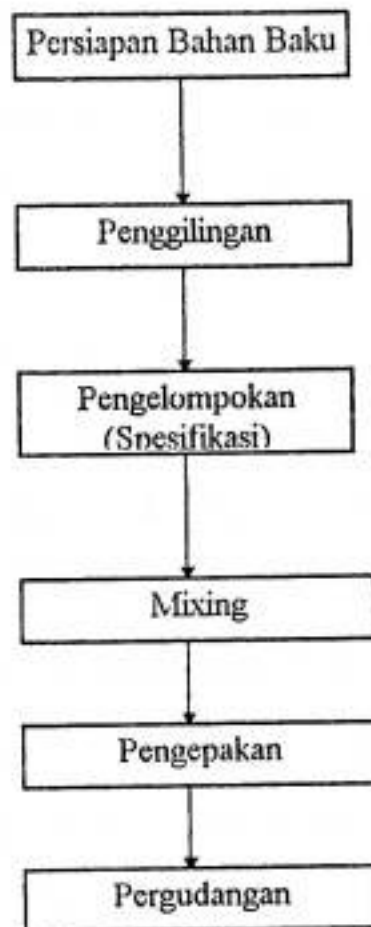 Persiapan Bahan Baku
Penggilingan
Pengelompokan
(Spesifikasi)
Mixing
Pengepakan
Pergudangan